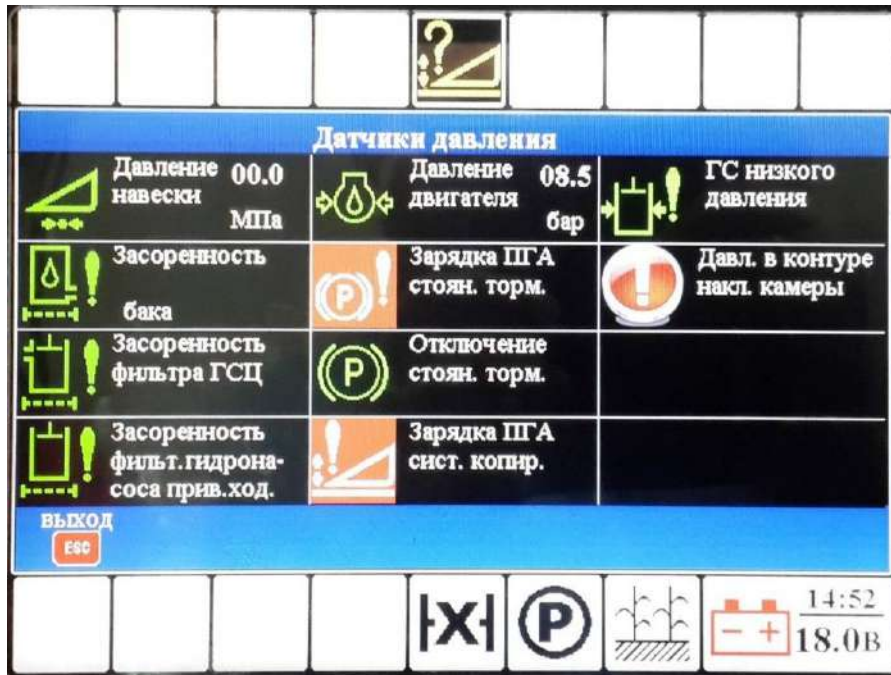 ?
Датчики давления
Давление 00.0
навески
МПа
Давление 08.5
двигателя
бар
ГС низкого
давления
Засоренность
бака
Зарядка ПГА
стоян. торм.
Давл. в контуре
накл. камеры
Засоренность
фильтра ГСЦ
Отключение
стоян. торм.
Засоренность
фильт.гидрона-
соса прив.ход.
Зарядка ПГА
сист. копир.
P
P
выход
ESC
X
P
14:52
18.0В